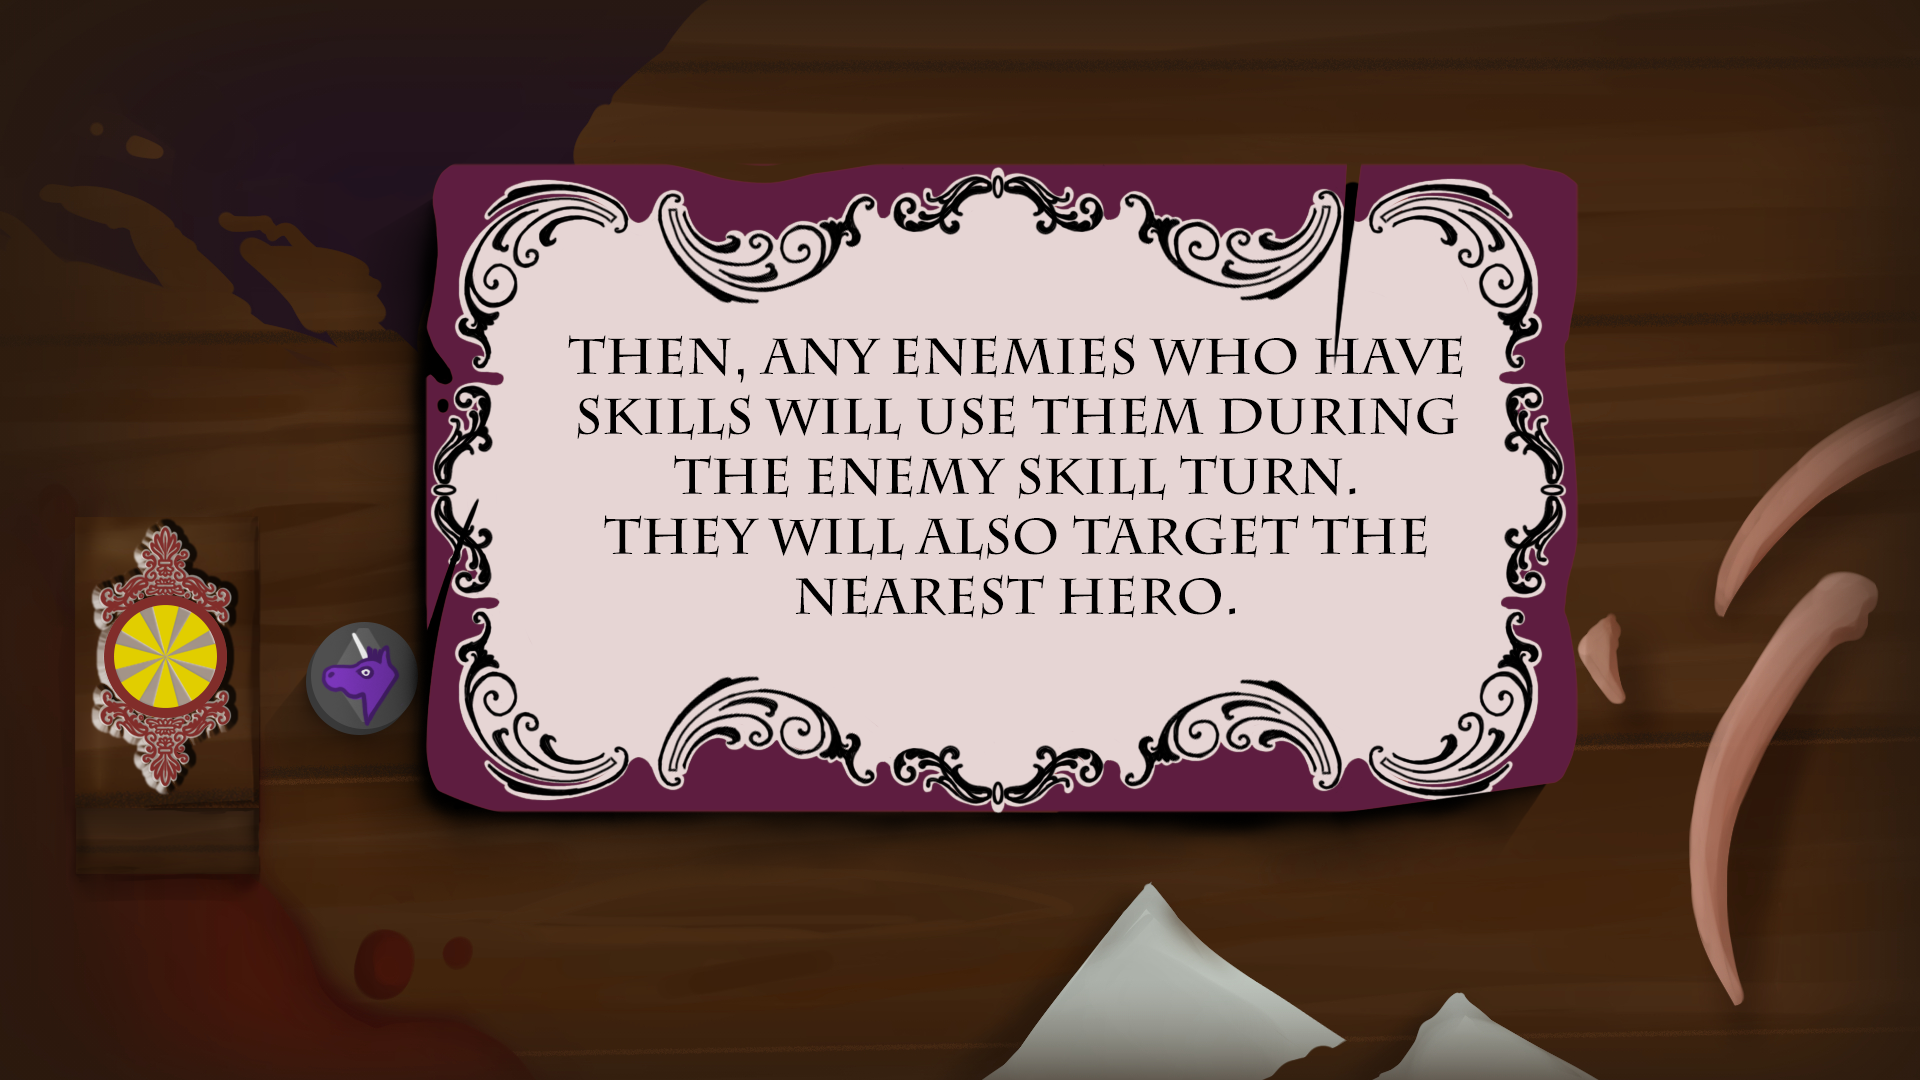 THEN, ANY ENEMIES WHO HAVE
SKILLS WILL USE THEM DURING
THE ENEMY SKILL TURN.
THEY WILL ALSO TARGET THE
NEAREST HERO.